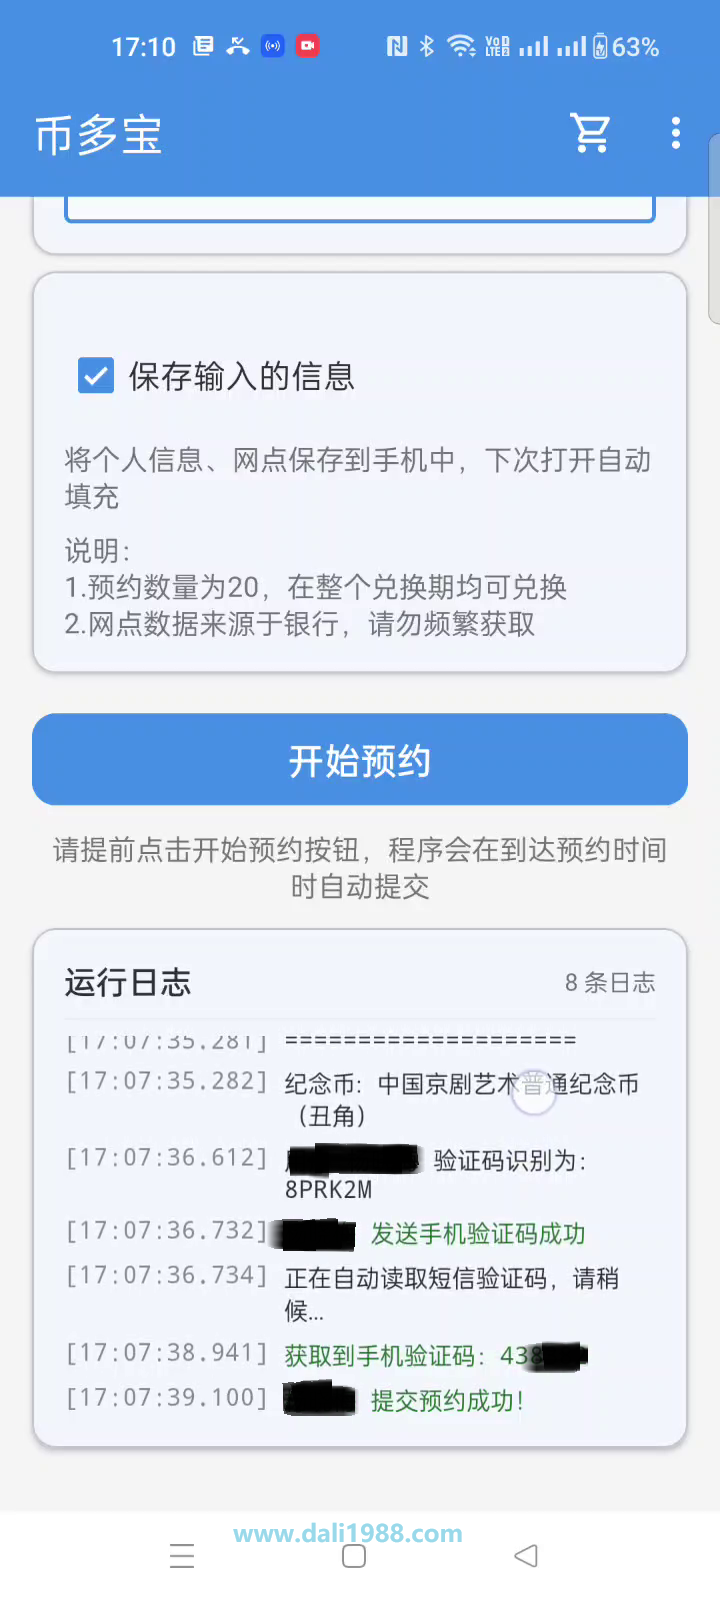 17:10 63%
币多宝
保存输入的信息
将个人信息、网点保存到手机中，下次打开自动
填充
说明：
1.预约数量为20，在整个兑换期均可兑换
2.网点数据来源于银行，请勿频繁获取
开始预约
请提前点击开始预约按钮，程序会在到达预约时间
时自动提交
运行日志 8 条日志
[17:07:35.281] ====================
[17:07:35.282] 纪念币：中国京剧艺术普通纪念币
（丑角）
[17:07:36.612] 验证码识别为：
8PRK2M
[17:07:36.732] 发送手机验证码成功
[17:07:36.734] 正在自动读取短信验证码，请稍
候...
[17:07:38.941] 获取到手机验证码：438
[17:07:39.100] 提交预约成功！
www.dali1988.com